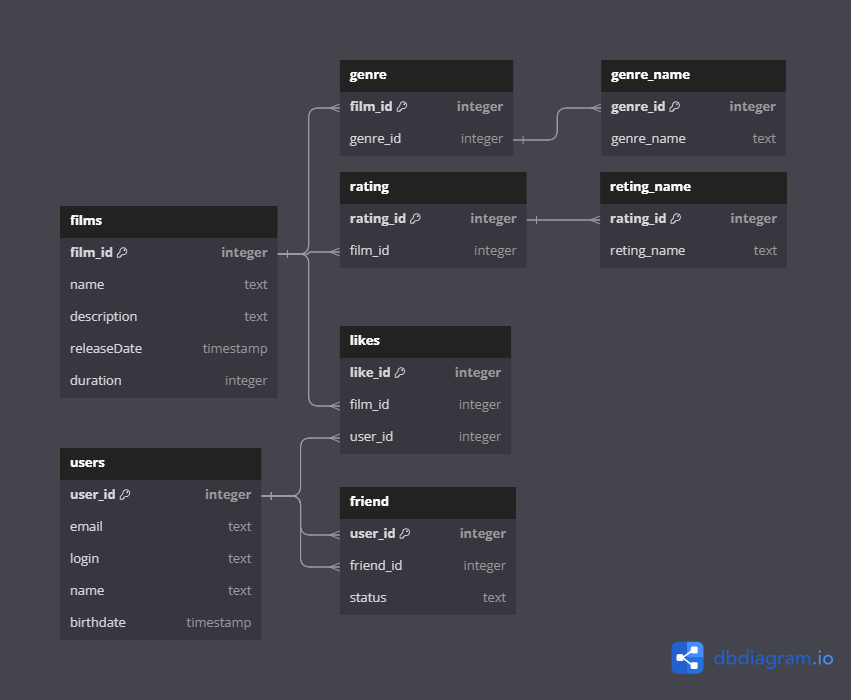 genre
film_id integer
genre_id integer
genre_name
genre_id integer
genre_name text
rating
rating_id integer
film_id integer
reting_name
rating_id integer
reting_name text
films
film_id integer
name text
description text
releaseDate timestamp
duration integer
likes
like_id integer
film_id integer
user_id integer
users
user_id integer
email text
login text
name text
birthdate timestamp
friend
user_id integer
friend_id integer
status text
dbdiagram.io